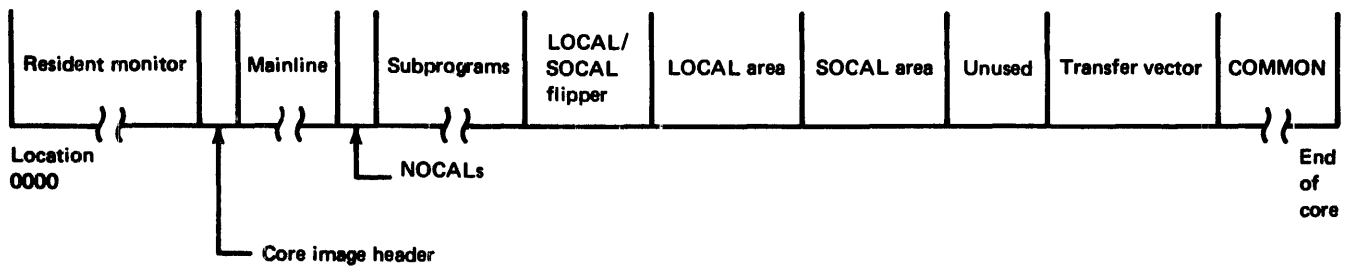 Resident monitor
Mainline
Subprograms
LOCAL/
SOCAL
flipper
LOCAL area
SOCAL area
Unused
Transfer vector
COMMON
Location
0000
NOCALs
End
of
core
Core image header